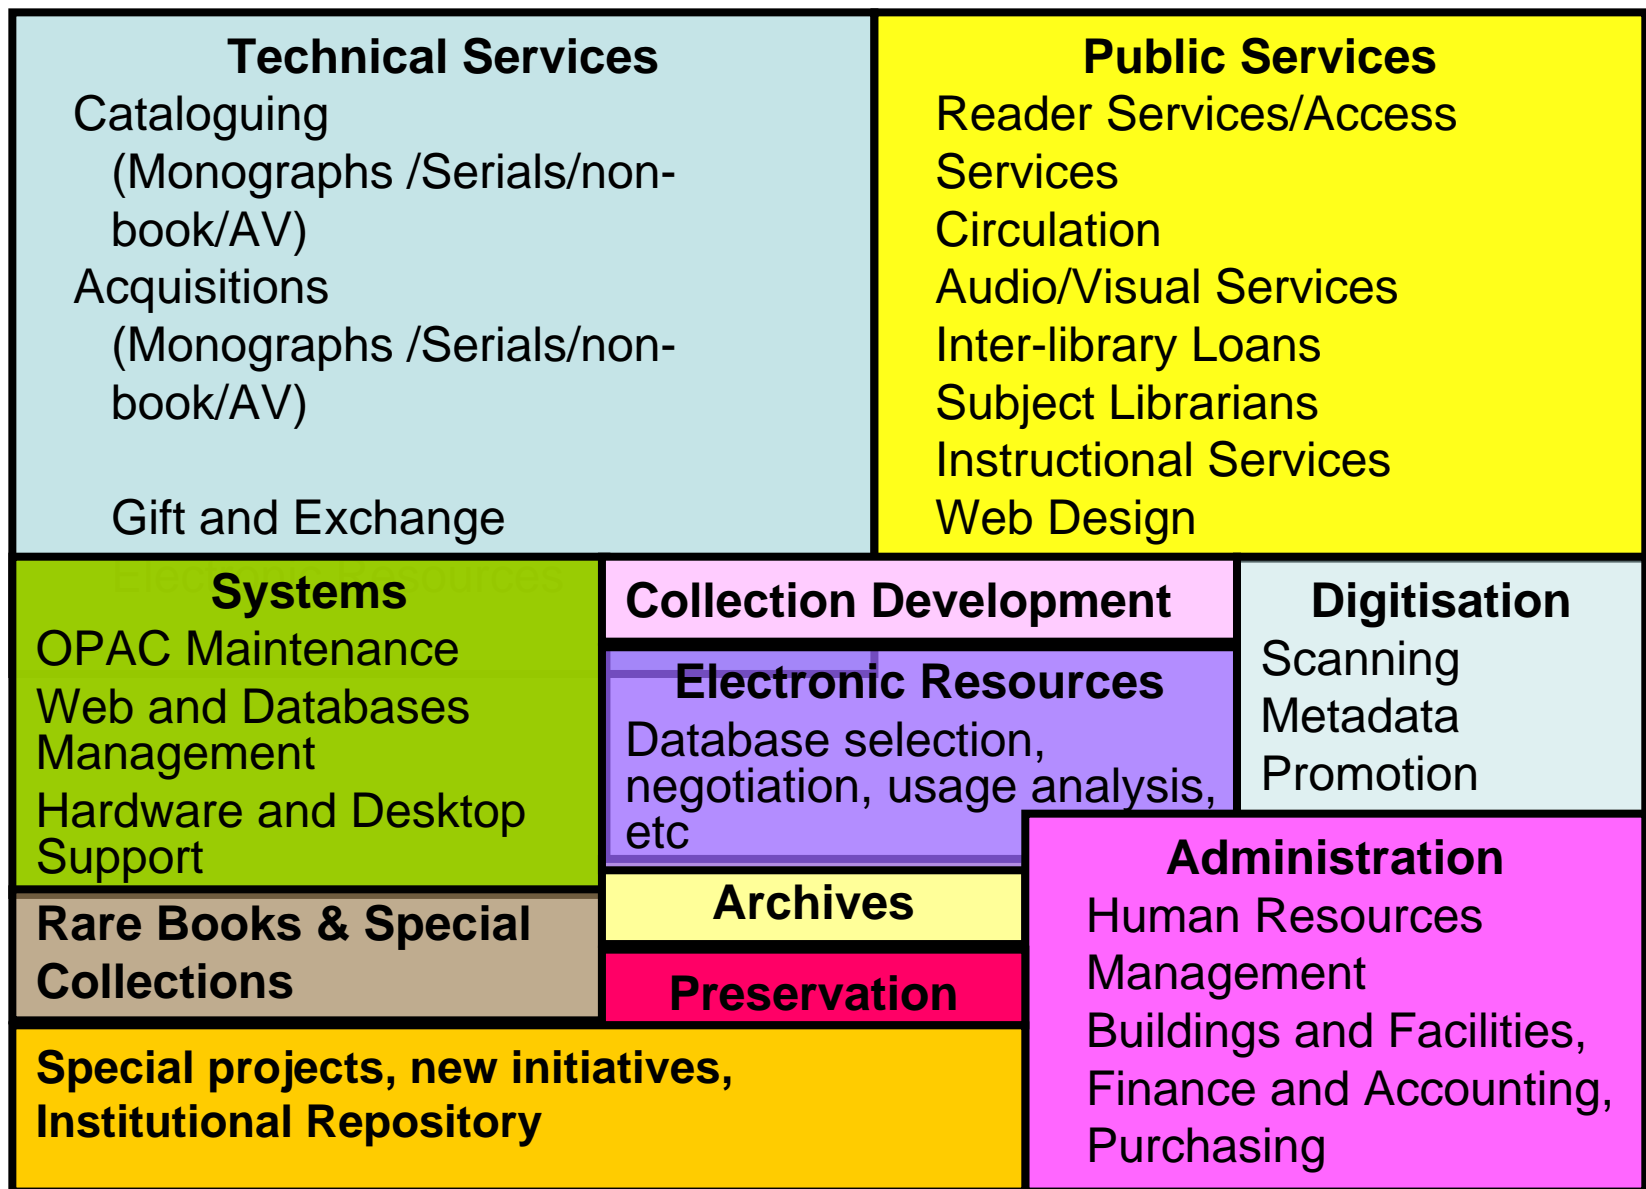 Technical Services
Cataloguing
(Monographs /Serials/non-
book/AV)
Acquisitions
(Monographs /Serials/non-
book/AV)
Gift and Exchange
Electronic Resources
Public Services
Reader Services/Access
Services
Circulation
Audio/Visual Services
Inter-library Loans
Subject Librarians
Instructional Services
Web Design
Systems
OPAC Maintenance
Web and Databases
Management
Hardware and Desktop
Support
Collection Development
Electronic Resources
Database selection,
negotiation, usage analysis,
etc
Digitisation
Scanning
Metadata
Promotion
Archives
Administration
Human Resources
Management
Buildings and Facilities,
Finance and Accounting,
Purchasing
Rare Books & Special
Collections
Preservation
Special projects, new initiatives,
Institutional Repository